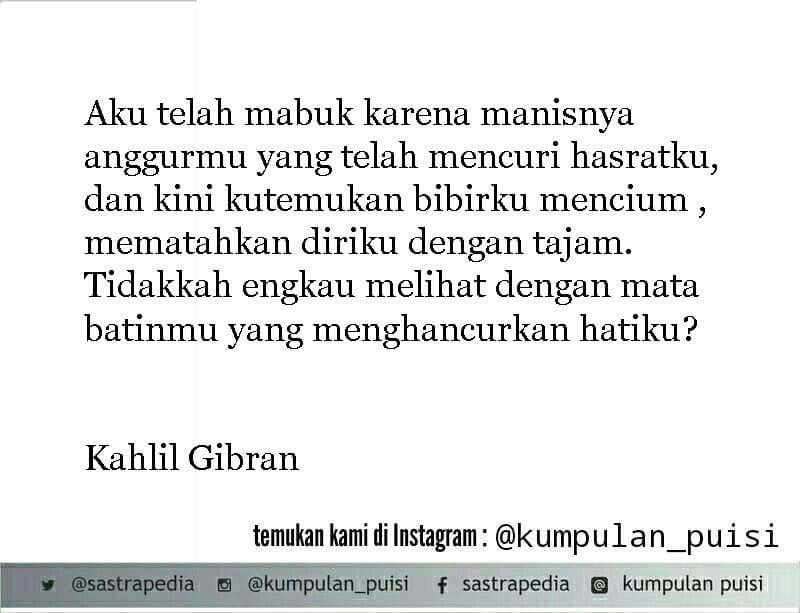 Aku telah mabuk karena manisnya
anggurmu yang telah mencuri hasratku,
dan kini kutemukan bibirku mencium ,
mematahkan diriku dengan tajam.
Tidakkah engkau melihat dengan mata
batinmu yang menghancurkan hatiku?
Kahlil Gibran
temukan kami di Instagram : @kumpulan_puisi
@sastrapedia @kumpulan_puisi sastrapedia kumpulan puisi